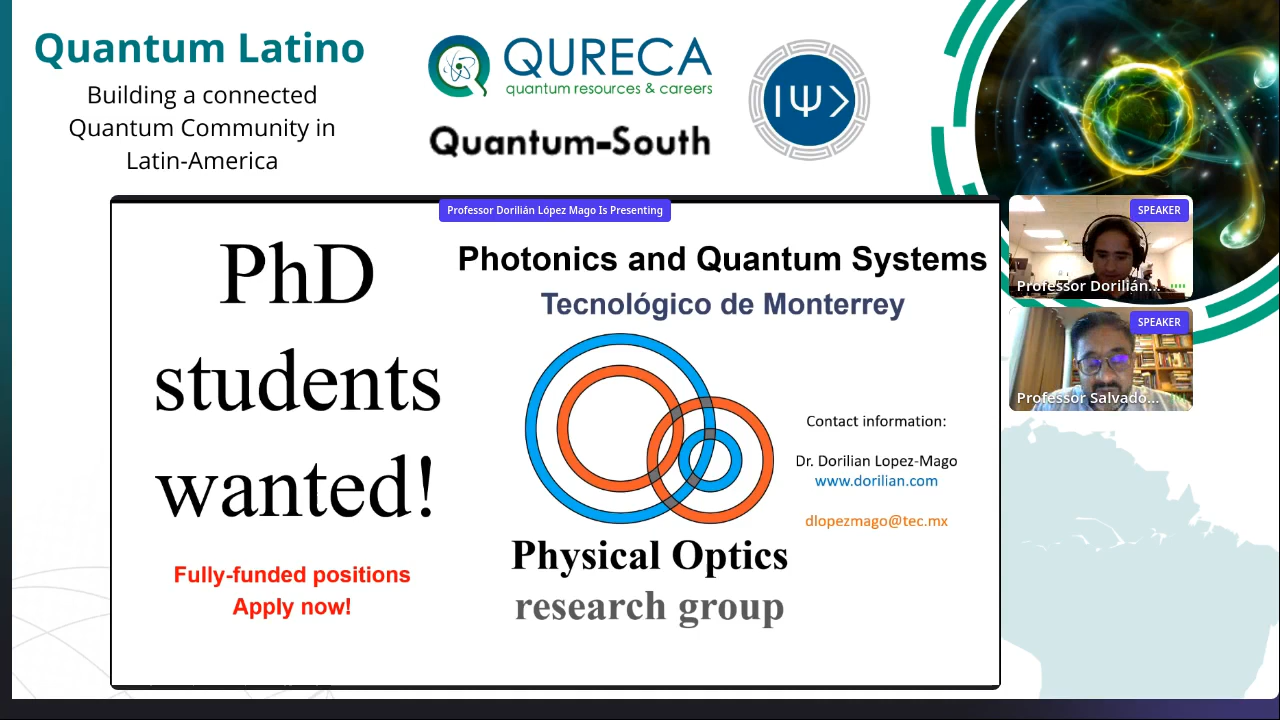 Quantum Latino
Building a connected
Quantum Community in
Latin-America
QURECA
quantum resources & careers
Quantum-South
|Ψ>
Professor Dorilián López Mago Is Presenting
PhD
students
wanted!
Fully-funded positions
Apply now!
Photonics and Quantum Systems
Tecnológico de Monterrey
Contact information:
Dr. Dorilian Lopez-Mago
www.dorilian.com
dlopezmago@tec.mx
Physical Optics
research group
SPEAKER
Professor Dorilián...
SPEAKER
Professor Salvado...